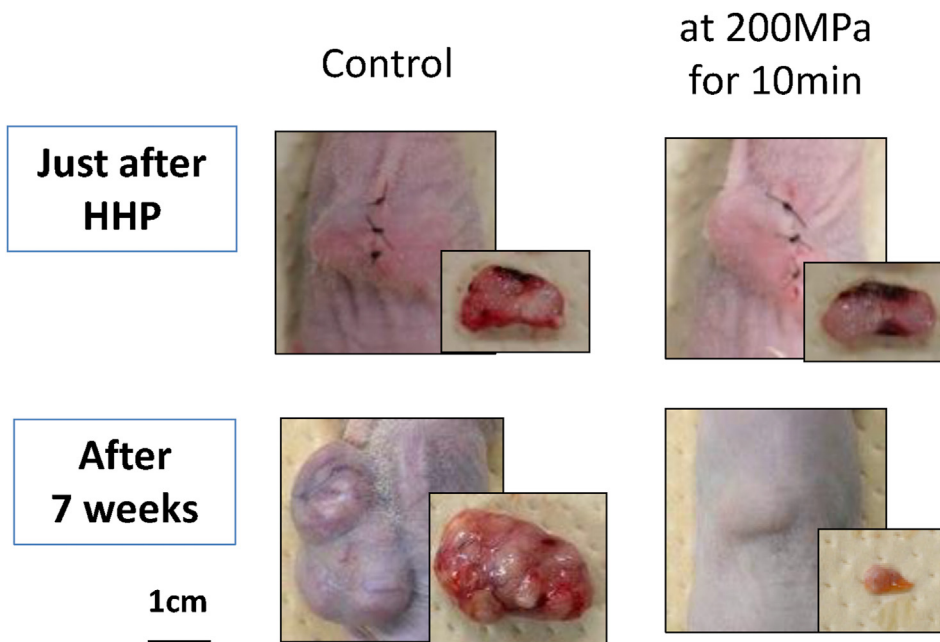 Control
at 200MPa
for 10min
Just after
HHP
After
7 weeks
1cm